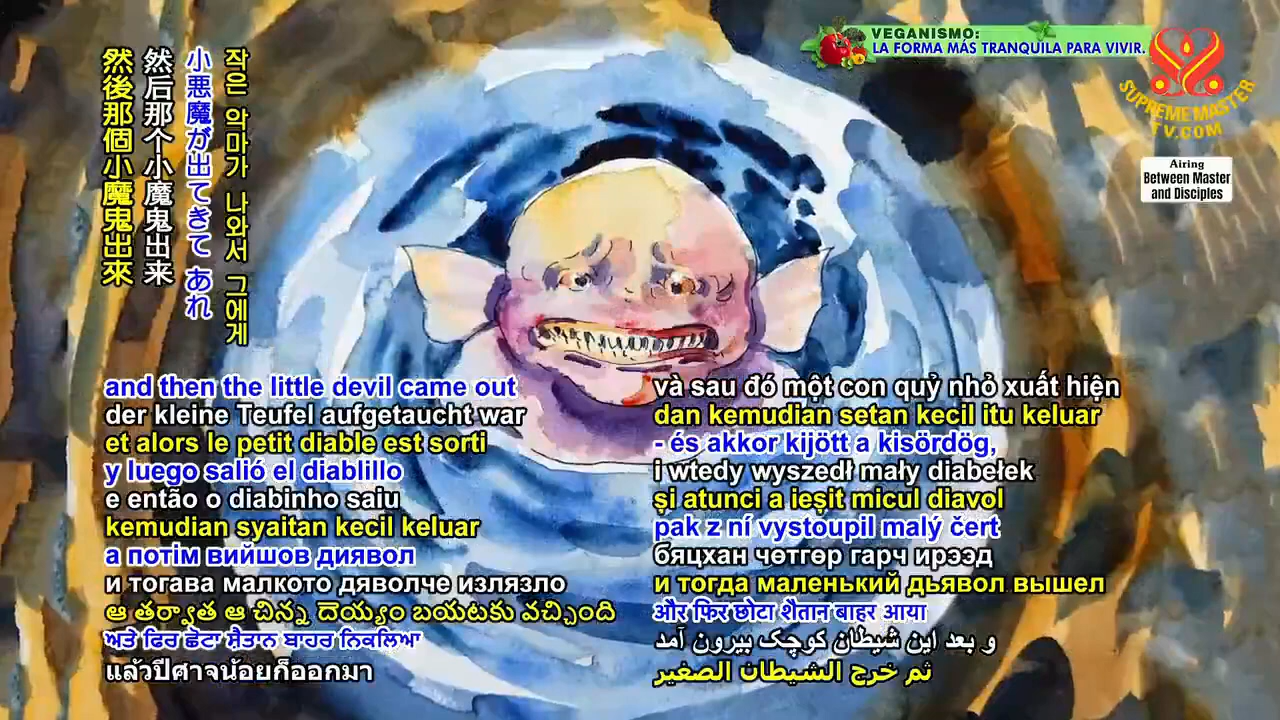 VEGANISMO:
LA FORMA MÁS TRANQUILA PARA VIVIR.
SUPREME MASTER
TV.COM
Airing
Between Master
and Disciples
작은 악마가 나와서 그에게
小悪魔が出てきて あれ
然后那个小魔鬼出来
然後那個小魔鬼出來
and then the little devil came out
der kleine Teufel aufgetaucht war
et alors le petit diable est sorti
y luego salió el diablillo
e então o diabinho saiu
kemudian syaitan kecil keluar
а потім вийшов диявол
и тогава малкото дяволче излязло
ఆ తర్వాత ఆ చిన్న దెయ్యం బయటకు వచ్చింది
ਅਤੇ ਫਿਰ ਛੋਟਾ ਸ਼ੈਤਾਨ ਬਾਹਰ ਨਿਕਲਿਆ
แล้วปีศาจน้อยก็ออกมา
và sau đó một con quỷ nhỏ xuất hiện
dan kemudian setan kecil itu keluar
- és akkor kijött a kisördög,
i wtedy wyszedł mały diabełek
și atunci a ieșit micul diavol
pak z ní vystoupil malý čert
бяцхан чөтгөр гарч ирээд
и тогда маленький дьявол вышел
और फिर छोटा शैतान बाहर आया
و بعد این شیطان کوچک بیرون آمد
ثم خرج الشيطان الصغير